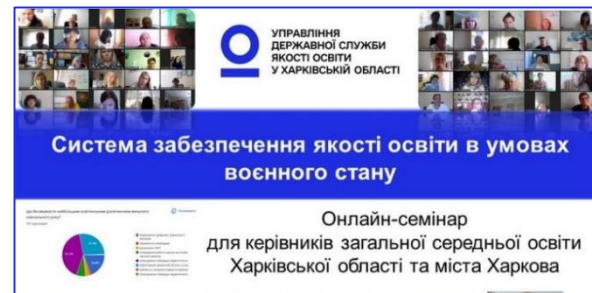 УПРАВЛІННЯ
ДЕРЖАВНОЇ СЛУЖБИ
ЯКОСТІ ОСВІТИ
У ХАРКІВСЬКІЙ ОБЛАСТІ
Система забезпечення якості освіти в умовах
воєнного стану
Онлайн-семінар
для керівників загальної середньої освіти
Харківської області та міста Харкова